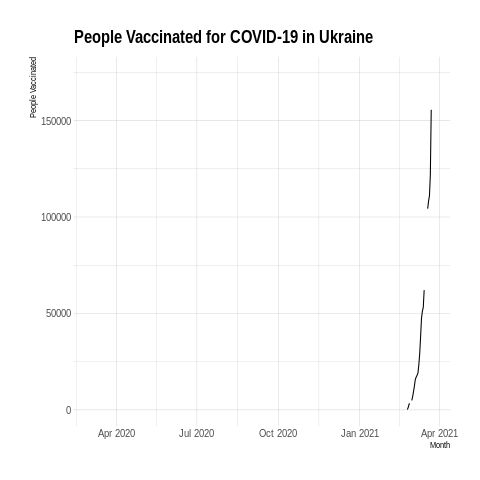 People Vaccinated for COVID-19 in Ukraine
People Vaccinated
150000
100000
50000
0
Apr 2020 Jul 2020 Oct 2020 Jan 2021 Apr 2021
Month